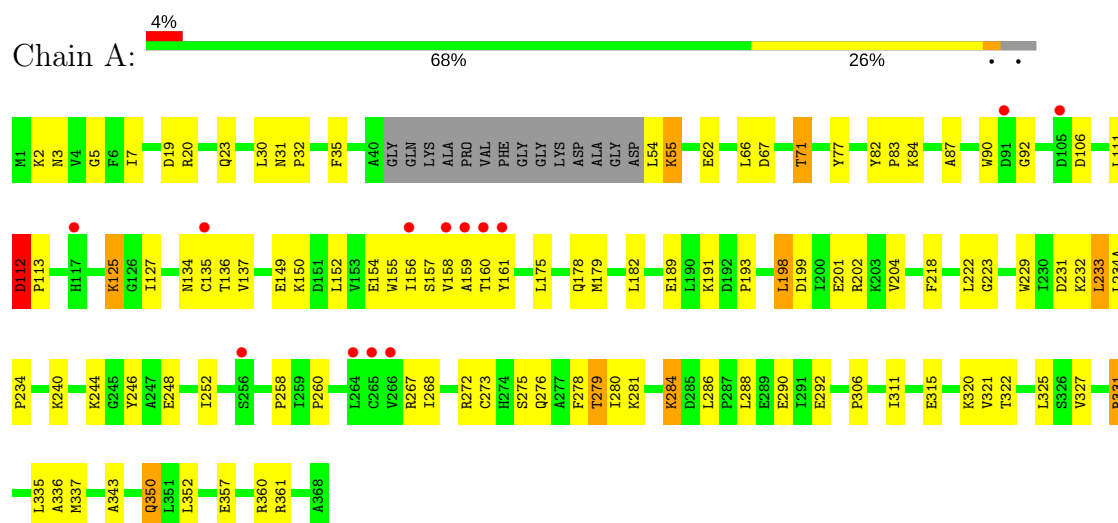 4%
Chain A:
68% 26% • •
M1 K2 N3 V4 G5 F6 I7 D19 R20 Q23 L30 N31 P32 F35 A40 GLY GLN LYS ALA PRO VAL PHE GLY GLY LYS ASP ALA GLY ASP L54 K55 E62 L66 D67 T71 Y77 Y82 P83 K84 A87 W90 D91 G92 D105 D106 L111
D112 P113 H117 K125 G126 I127 N134 C135 T136 V137 E149 K150 D151 L152 V153 E154 W155 I156 S157 V158 A159 T160 Y161 L175 Q178 M179 L182 E189 L190 K191 D192 P193 L198 D199 I200 E201 R202 K203 V204 F218 L222 G223 W229 I230 D231 K232 L233 L234A
P234 K240 K244 G245 Y246 A247 E248 I252 S256 P258 I259 P260 L264 C265 V266 R267 I268 R272 C273 H274 S275 Q276 A277 F278 T279 I280 K281 K284 D285 L286 P287 L288 E289 E290 I291 E292 P306 I311 E315 K320 V321 T322 L325 S326 V327
L335 A336 M337 A343 Q350 L351 L352 E357 R360 R361 A368